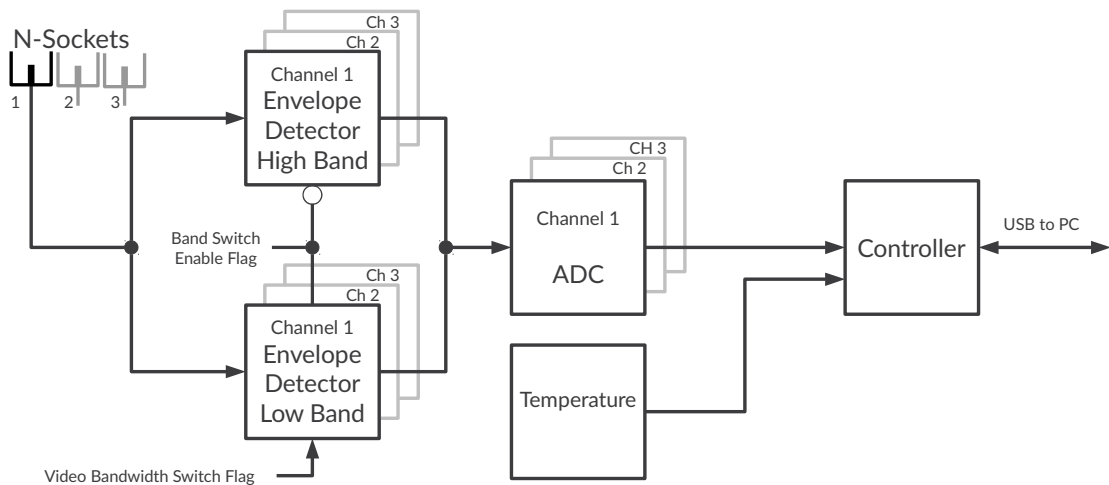 N-Sockets
1
2
3
Ch 3
Ch 2
Channel 1
Envelope
Detector
High Band
Band Switch
Enable Flag
Ch 3
Ch 2
Channel 1
Envelope
Detector
Low Band
Video Bandwidth Switch Flag
CH 3
Ch 2
Channel 1
ADC
Temperature
Controller
USB to PC